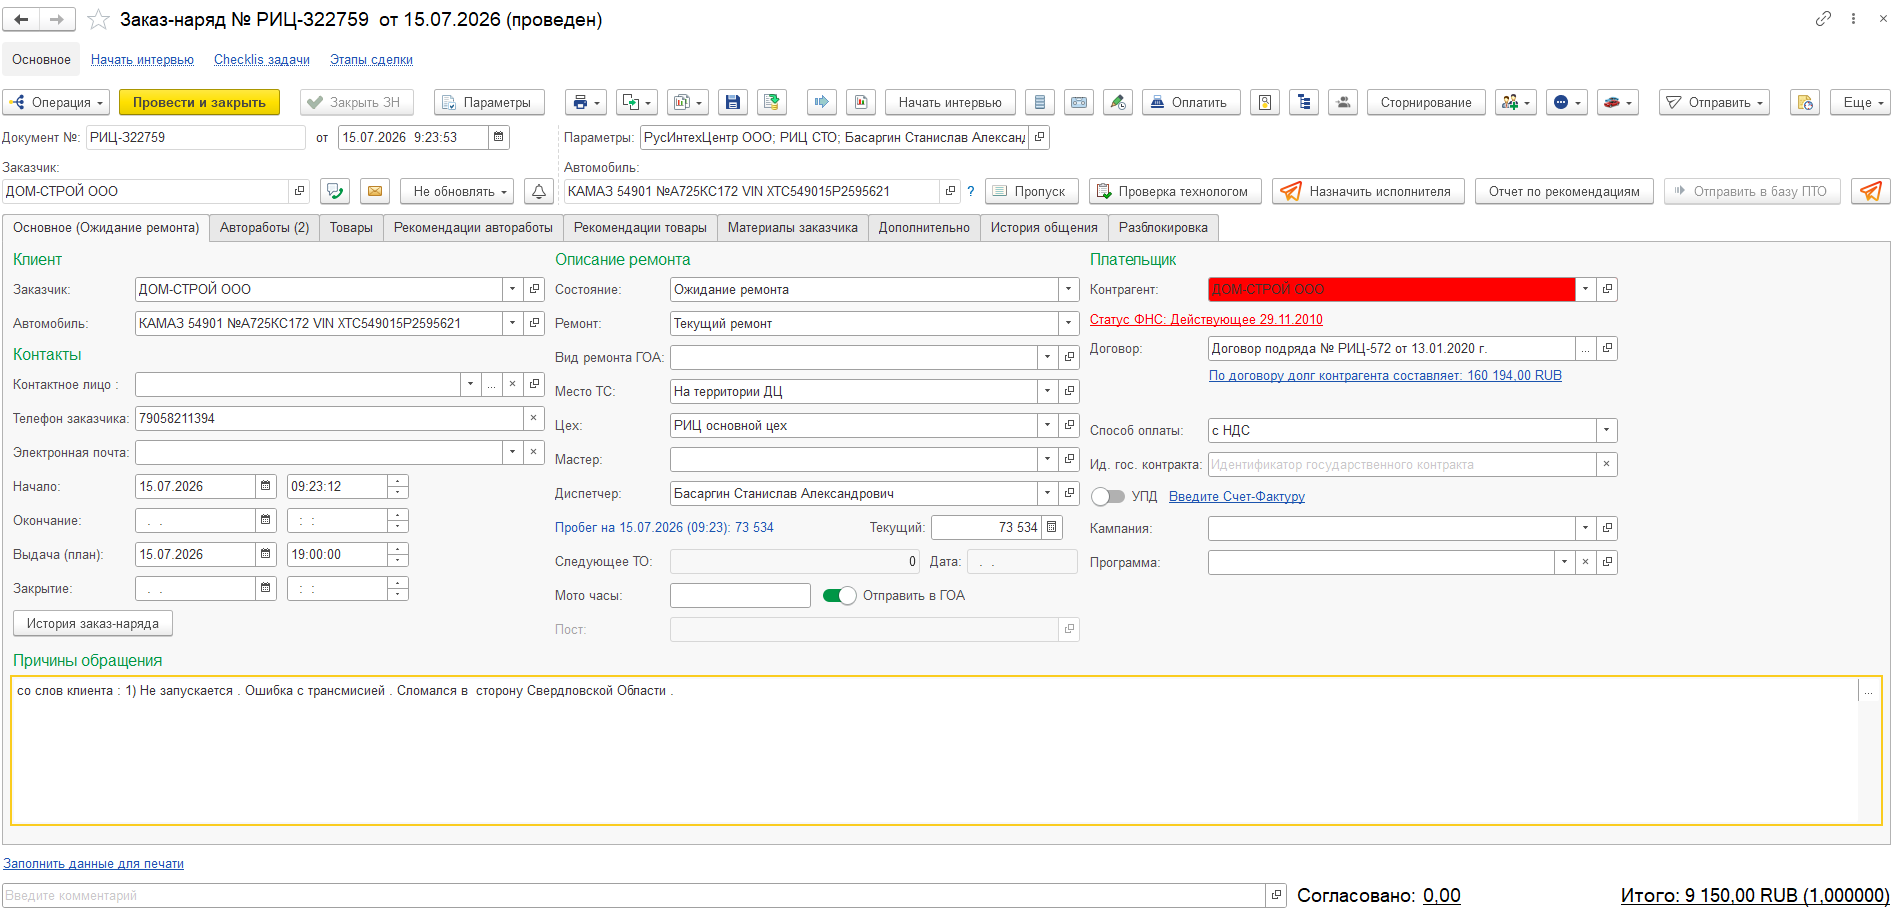 Заказ-наряд № РИЦ-322759 от 15.07.2026 (проведен)
Основное Начать интервью Checklis задачи Этапы сделки
Операция Провести и закрыть Закрыть ЗН Параметры Начать интервью Оплатить Сторнирование Отправить Еще
Документ №: РИЦ-322759 от 15.07.2026 9:23:53 Параметры: РусИнтехЦентр ООО; РИЦ СТО; Басаргин Станислав Александ
Заказчик: Автомобиль:
ДОМ-СТРОЙ ООО Не обновлять КАМАЗ 54901 №А725КС172 VIN XTC549015P2595621 ? Пропуск Проверка технологом Назначить исполнителя Отчет по рекомендациям Отправить в базу ПТО
Основное (Ожидание ремонта) Автоработы (2) Товары Рекомендации автоработы Рекомендации товары Материалы заказчика Дополнительно История общения Разблокировка
Клиент Описание ремонта Плательщик
Заказчик: ДОМ-СТРОЙ ООО Состояние: Ожидание ремонта Контрагент: ДОМ-СТРОЙ ООО
Автомобиль: КАМАЗ 54901 №А725КС172 VIN XTC549015P2595621 Ремонт: Текущий ремонт Статус ФНС: Действующее 29.11.2010
Контакты Вид ремонта ГОА: Договор: Договор подряда № РИЦ-572 от 13.01.2020 г.
Контактное лицо : Место ТС: На территории ДЦ По договору долг контрагента составляет: 160 194,00 RUB
Телефон заказчика: 79058211394 Цех: РИЦ основной цех Способ оплаты: с НДС
Электронная почта: Мастер: Ид. гос. контракта: Идентификатор государственного контракта
Начало: 15.07.2026 09:23:12 Диспетчер: Басаргин Станислав Александрович УПД Введите Счет-Фактуру
Окончание: . . : : Пробег на 15.07.2026 (09:23): 73 534 Текущий: 73 534 Кампания:
Выдача (план): 15.07.2026 19:00:00 Следующее ТО: 0 Дата: . . Программа:
Закрытие: . . : : Мото часы: Отправить в ГОА
История заказ-наряда Пост:
Причины обращения
со слов клиента : 1) Не запускается . Ошибка с трансмисией . Сломался в сторону Свердловской Области .
Заполнить данные для печати
Введите комментарий Согласовано: 0,00 Итого: 9 150,00 RUB (1,000000)